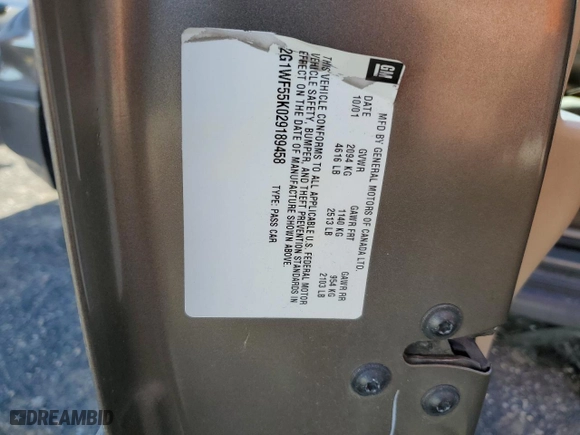 GM
MFD BY GENERAL MOTORS OF CANADA LTD.
DATE GVWR GAWR FRT GAWR RR
10/01 2094 KG 1140 KG 954 KG
4616 LB 2513 LB 2103 LB
THIS VEHICLE CONFORMS TO ALL APPLICABLE U.S. FEDERAL MOTOR
VEHICLE SAFETY, BUMPER, AND THEFT PREVENTION STANDARDS IN
EFFECT ON THE DATE OF MANUFACTURE SHOWN ABOVE.
2G1WF55K029189458 TYPE: PASS CAR
DREAMBID